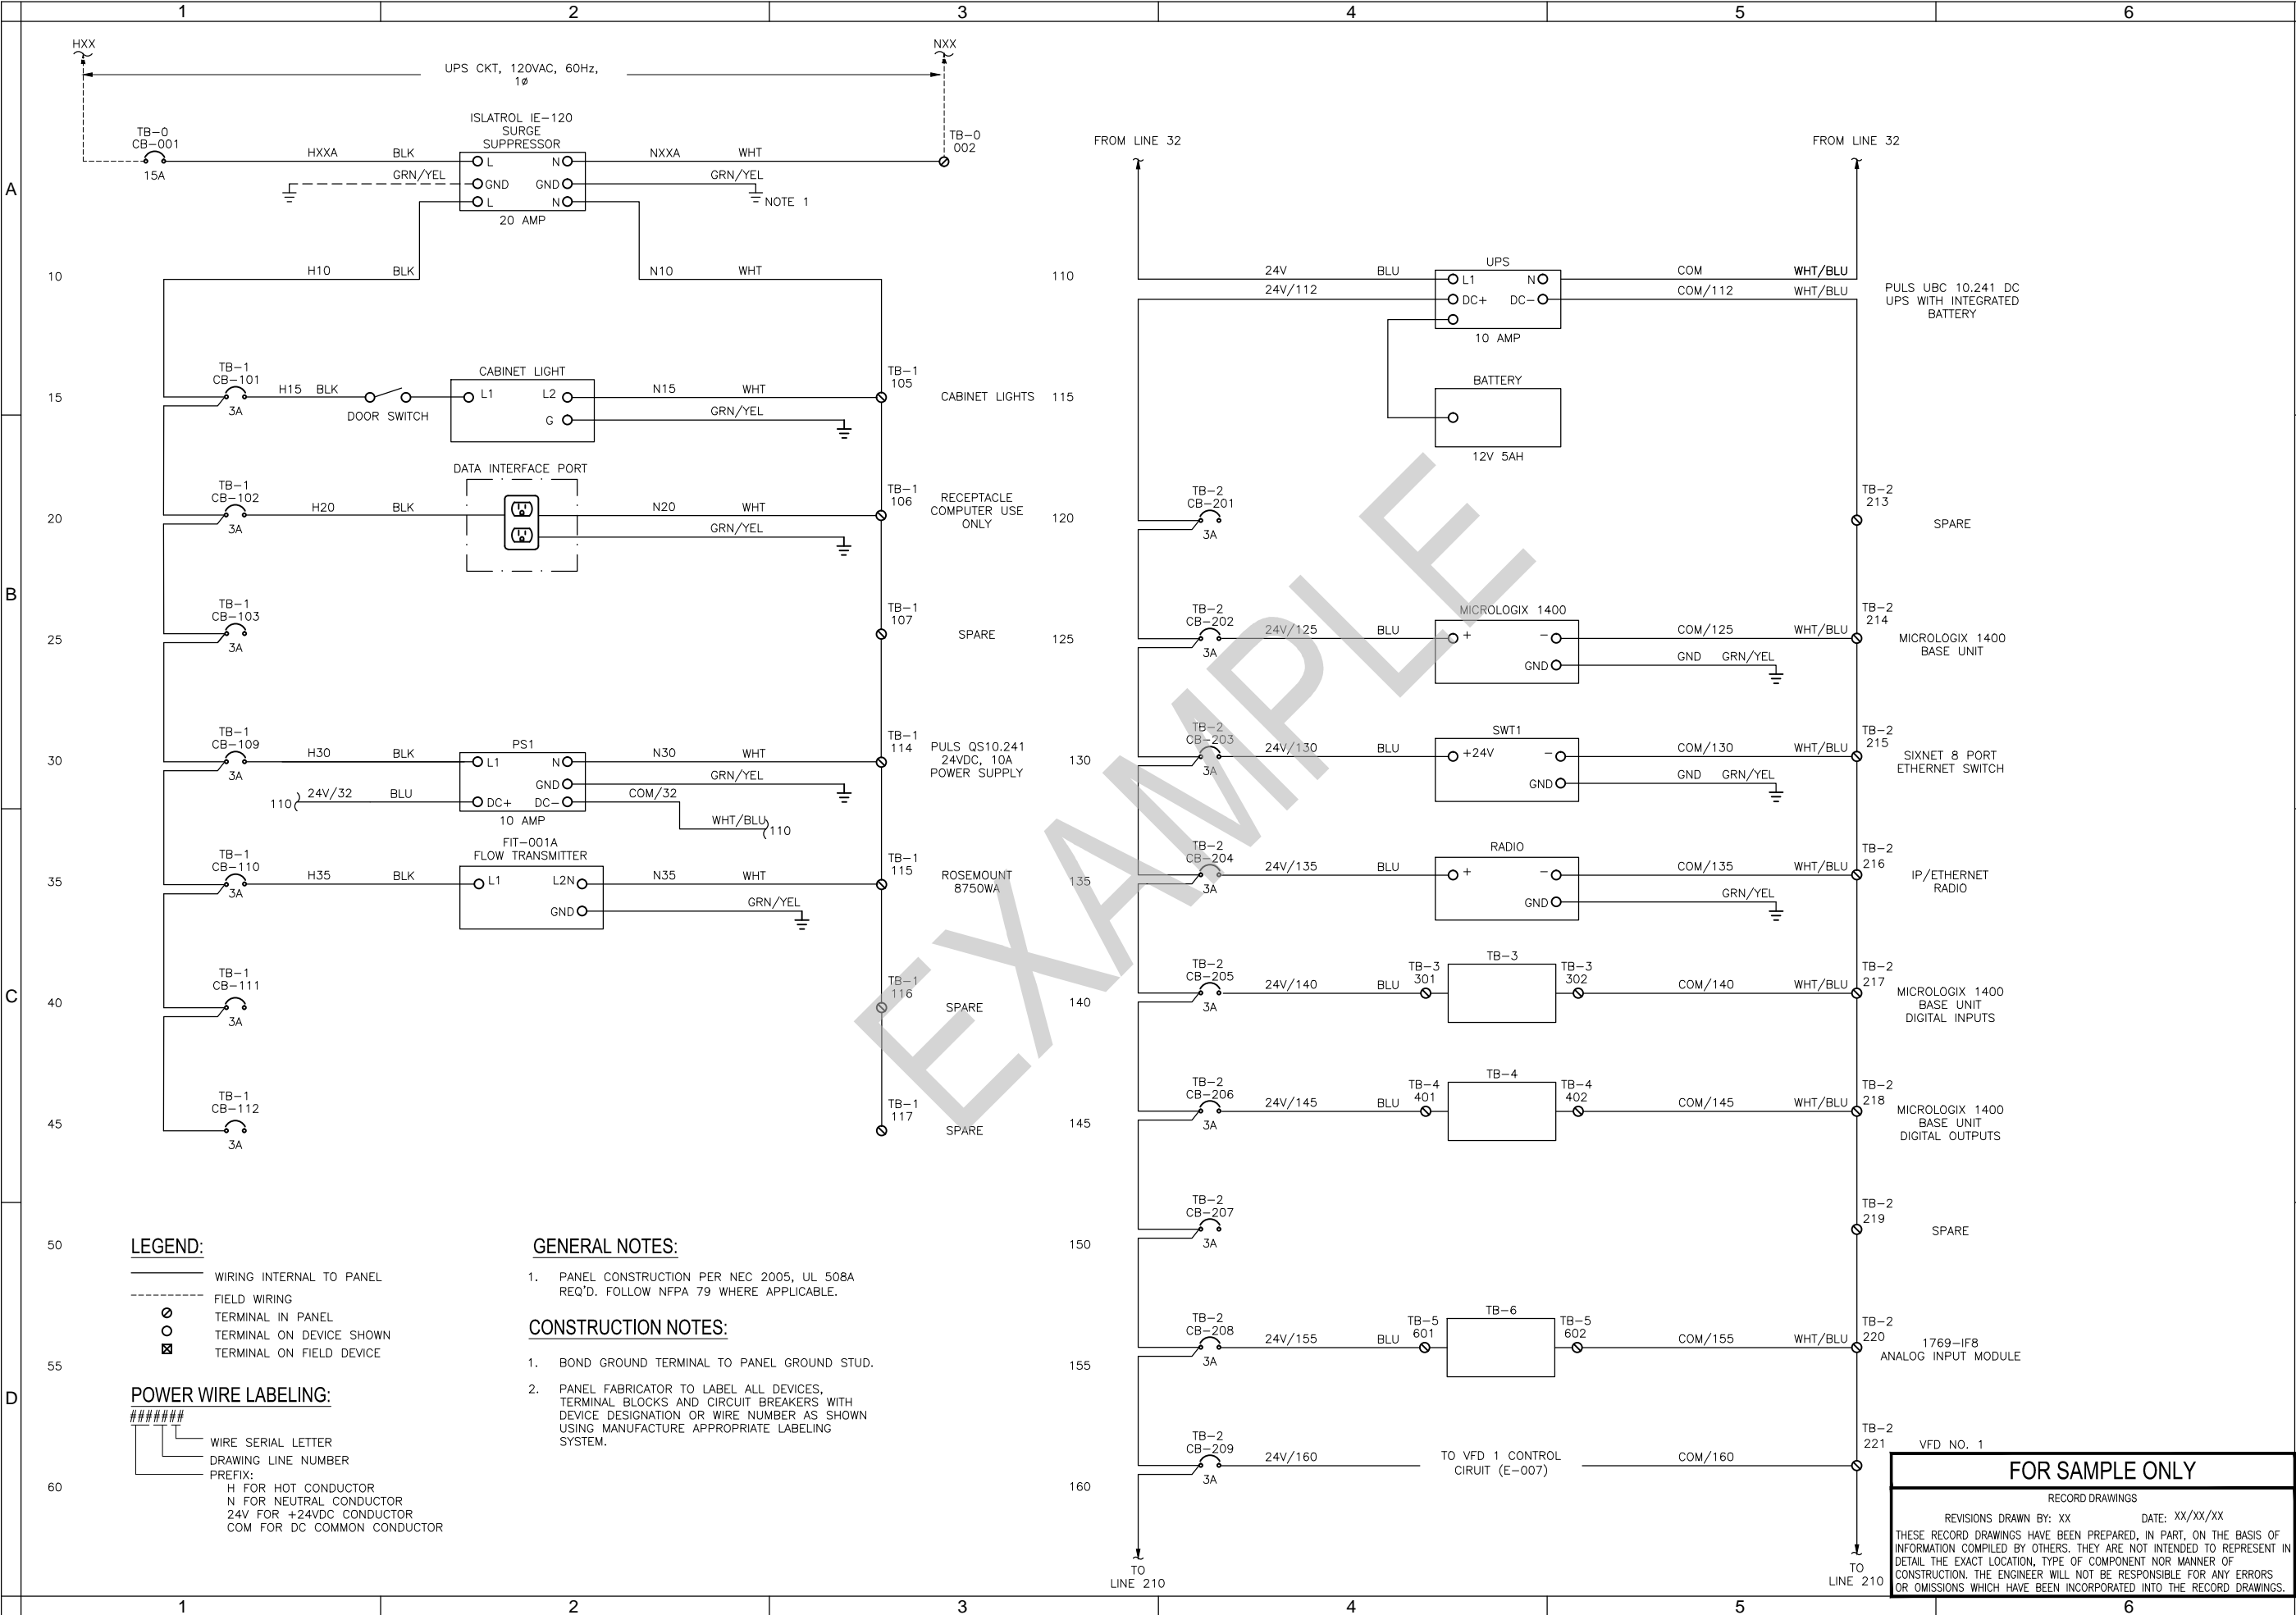 1 2 3 4 5 6
HXX
NXX
UPS CKT, 120VAC, 60Hz,
1ø
TB-0
CB-001
15A
HXXA
BLK
GRN/YEL
ISLATROL IE-120
SURGE
SUPPRESSOR
L N
GND GND
L N
20 AMP
NXXA
WHT
GRN/YEL
NOTE 1
TB-0
002
10
H10
BLK
N10
WHT
15
TB-1
CB-101
3A
H15 BLK
DOOR SWITCH
CABINET LIGHT
L1 L2
G
N15
WHT
GRN/YEL
TB-1
105
CABINET LIGHTS
20
TB-1
CB-102
3A
H20
BLK
DATA INTERFACE PORT
N20
WHT
GRN/YEL
TB-1
106
RECEPTACLE
COMPUTER USE
ONLY
25
TB-1
CB-103
3A
TB-1
107
SPARE
30
TB-1
CB-109
3A
H30
BLK
PS1
L1 N
GND
DC+ DC-
10 AMP
110
24V/32
BLU
N30
WHT
GRN/YEL
COM/32
WHT/BLU
110
TB-1
114
PULS QS10.241
24VDC, 10A
POWER SUPPLY
35
TB-1
CB-110
3A
H35
BLK
FIT-001A
FLOW TRANSMITTER
L1 L2N
GND
N35
WHT
GRN/YEL
TB-1
115
ROSEMOUNT
8750WA
40
TB-1
CB-111
3A
TB-1
116
SPARE
45
TB-1
CB-112
3A
TB-1
117
SPARE
50
55
60
LEGEND:
WIRING INTERNAL TO PANEL
FIELD WIRING
TERMINAL IN PANEL
TERMINAL ON DEVICE SHOWN
TERMINAL ON FIELD DEVICE
POWER WIRE LABELING:
#######
WIRE SERIAL LETTER
DRAWING LINE NUMBER
PREFIX:
H FOR HOT CONDUCTOR
N FOR NEUTRAL CONDUCTOR
24V FOR +24VDC CONDUCTOR
COM FOR DC COMMON CONDUCTOR
GENERAL NOTES:
1. PANEL CONSTRUCTION PER NEC 2005, UL 508A
REQ'D. FOLLOW NFPA 79 WHERE APPLICABLE.
CONSTRUCTION NOTES:
1. BOND GROUND TERMINAL TO PANEL GROUND STUD.
2. PANEL FABRICATOR TO LABEL ALL DEVICES,
TERMINAL BLOCKS AND CIRCUIT BREAKERS WITH
DEVICE DESIGNATION OR WIRE NUMBER AS SHOWN
USING MANUFACTURE APPROPRIATE LABELING
SYSTEM.
FROM LINE 32
FROM LINE 32
110
24V
BLU
24V/112
UPS
L1 N
DC+ DC-
10 AMP
COM
WHT/BLU
COM/112
WHT/BLU
PULS UBC 10.241 DC
UPS WITH INTEGRATED
BATTERY
115
BATTERY
12V 5AH
120
TB-2
CB-201
3A
TB-2
213
SPARE
125
TB-2
CB-202
3A
24V/125
BLU
MICROLOGIX 1400
+ -
GND
COM/125
WHT/BLU
GND GRN/YEL
TB-2
214
MICROLOGIX 1400
BASE UNIT
130
TB-2
CB-203
3A
24V/130
BLU
SWT1
+24V -
GND
COM/130
WHT/BLU
GND GRN/YEL
TB-2
215
SIXNET 8 PORT
ETHERNET SWITCH
135
TB-2
CB-204
3A
24V/135
BLU
RADIO
+ -
GND
COM/135
WHT/BLU
GRN/YEL
TB-2
216
IP/ETHERNET
RADIO
140
TB-2
CB-205
3A
24V/140
BLU
TB-3
301
TB-3
TB-3
302
COM/140
WHT/BLU
TB-2
217
MICROLOGIX 1400
BASE UNIT
DIGITAL INPUTS
145
TB-2
CB-206
3A
24V/145
BLU
TB-4
401
TB-4
TB-4
402
COM/145
WHT/BLU
TB-2
218
MICROLOGIX 1400
BASE UNIT
DIGITAL OUTPUTS
150
TB-2
CB-207
3A
TB-2
219
SPARE
155
TB-2
CB-208
3A
24V/155
BLU
TB-5
601
TB-6
TB-5
602
COM/155
WHT/BLU
TB-2
220
1769-IF8
ANALOG INPUT MODULE
160
TB-2
CB-209
3A
24V/160
TO VFD 1 CONTROL
CIRUIT (E-007)
COM/160
TB-2
221
VFD NO. 1
TO
LINE 210
TO
LINE 210
FOR SAMPLE ONLY
RECORD DRAWINGS
REVISIONS DRAWN BY: XX DATE: XX/XX/XX
THESE RECORD DRAWINGS HAVE BEEN PREPARED, IN PART, ON THE BASIS OF
INFORMATION COMPILED BY OTHERS. THEY ARE NOT INTENDED TO REPRESENT IN
DETAIL THE EXACT LOCATION, TYPE OF COMPONENT NOR MANNER OF
CONSTRUCTION. THE ENGINEER WILL NOT BE RESPONSIBLE FOR ANY ERRORS
OR OMISSIONS WHICH HAVE BEEN INCORPORATED INTO THE RECORD DRAWINGS.
EXAMPLE
A
B
C
D
1 2 3 4 5 6